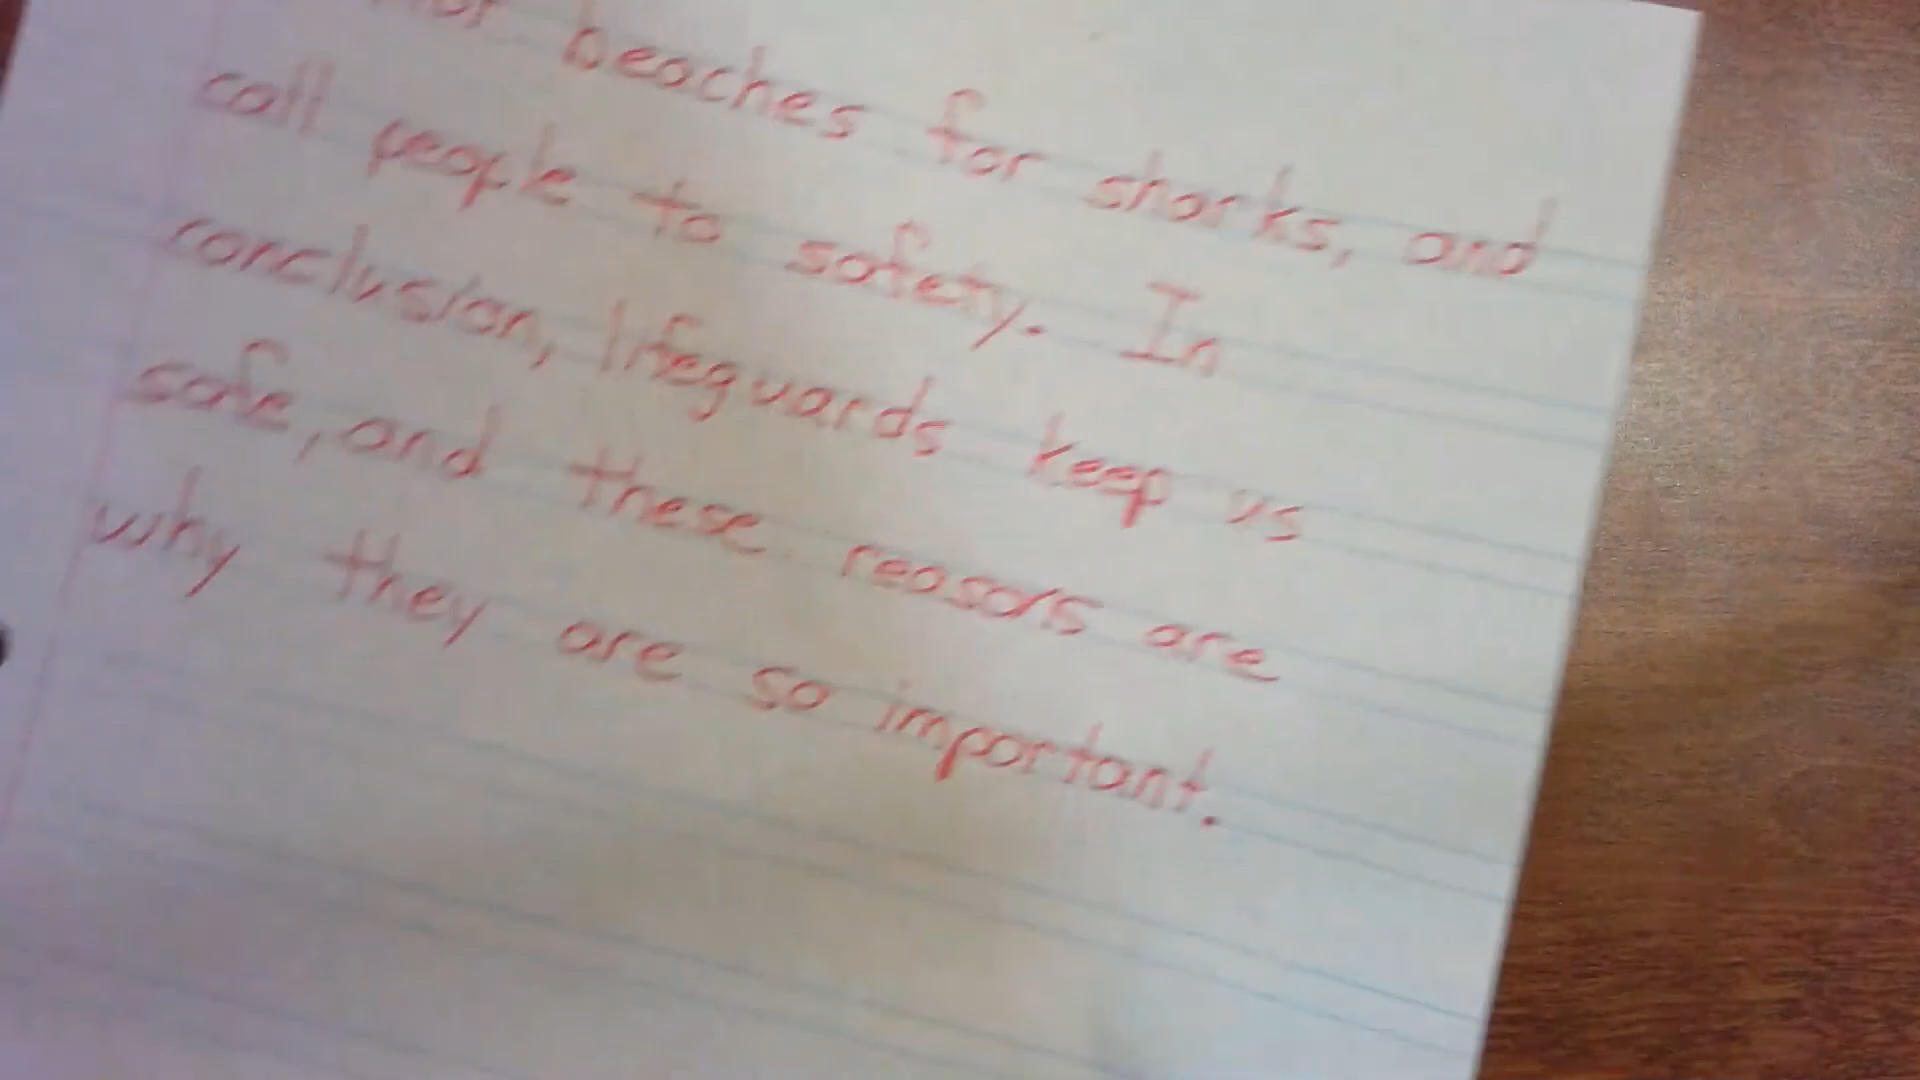 beaches for sharks, and
call people to safety. In
conclusion, lifeguards keep us
safe, and these reasons are
why they are so important.